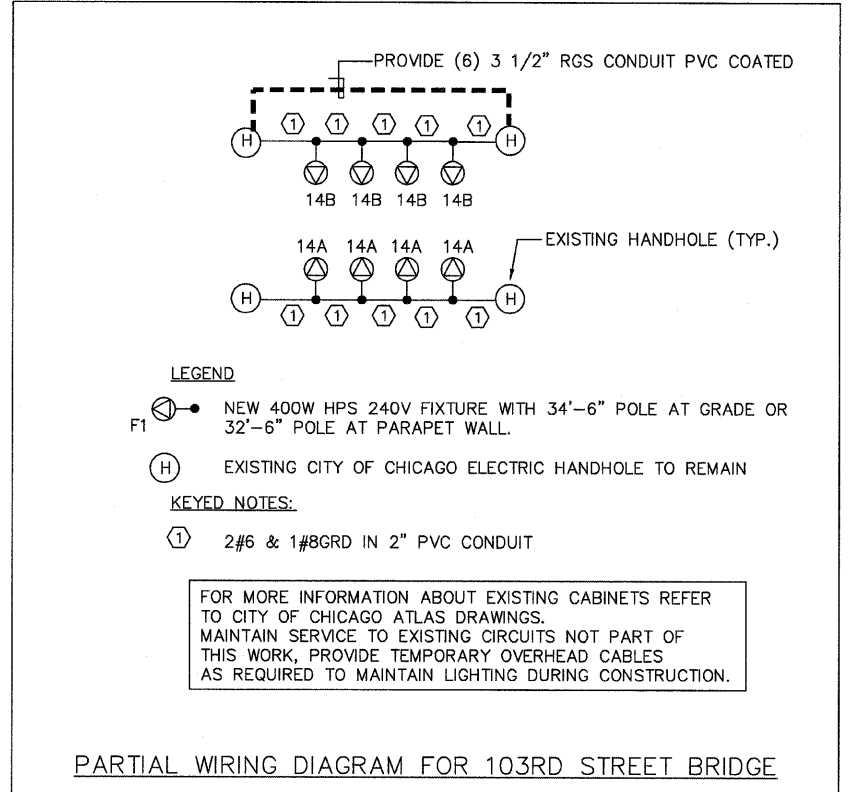 PROVIDE (6) 3 1/2" RGS CONDUIT PVC COATED
H 1 1 1 1 1 H
14B 14B 14B 14B
14A 14A 14A 14A
EXISTING HANDHOLE (TYP.)
H H
1 1 1 1 1
LEGEND
F1 NEW 400W HPS 240V FIXTURE WITH 34'-6" POLE AT GRADE OR
32'-6" POLE AT PARAPET WALL.
H EXISTING CITY OF CHICAGO ELECTRIC HANDHOLE TO REMAIN
KEYED NOTES:
1 2#6 & 1#8GRD IN 2" PVC CONDUIT
FOR MORE INFORMATION ABOUT EXISTING CABINETS REFER
TO CITY OF CHICAGO ATLAS DRAWINGS.
MAINTAIN SERVICE TO EXISTING CIRCUITS NOT PART OF
THIS WORK, PROVIDE TEMPORARY OVERHEAD CABLES
AS REQUIRED TO MAINTAIN LIGHTING DURING CONSTRUCTION.
PARTIAL WIRING DIAGRAM FOR 103RD STREET BRIDGE